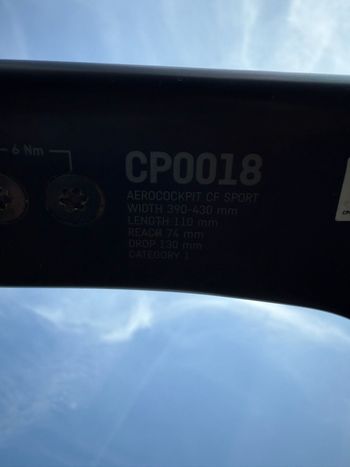 6 Nm
CP0018
AEROCOCKPIT CF SPORT
WIDTH 390-430 mm
LENGTH 110 mm
REACH 74 mm
DROP 130 mm
CATEGORY 1